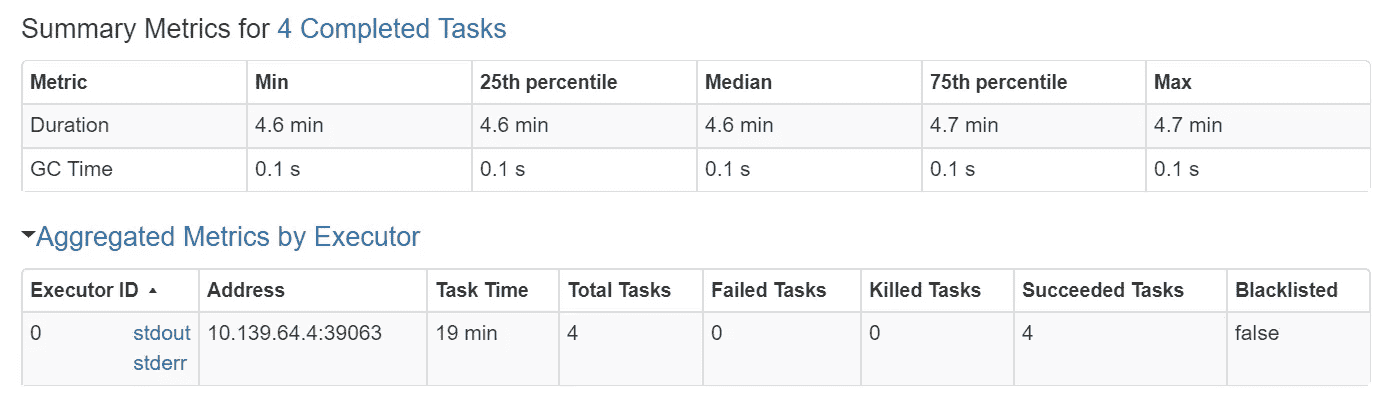 Summary Metrics for 4 Completed Tasks
Metric Min 25th percentile Median 75th percentile Max
Duration 4.6 min 4.6 min 4.6 min 4.7 min 4.7 min
GC Time 0.1 s 0.1 s 0.1 s 0.1 s 0.1 s
Aggregated Metrics by Executor
Executor ID Address Task Time Total Tasks Failed Tasks Killed Tasks Succeeded Tasks Blacklisted
0 stdout 10.139.64.4:39063 19 min 4 0 0 4 false
stderr